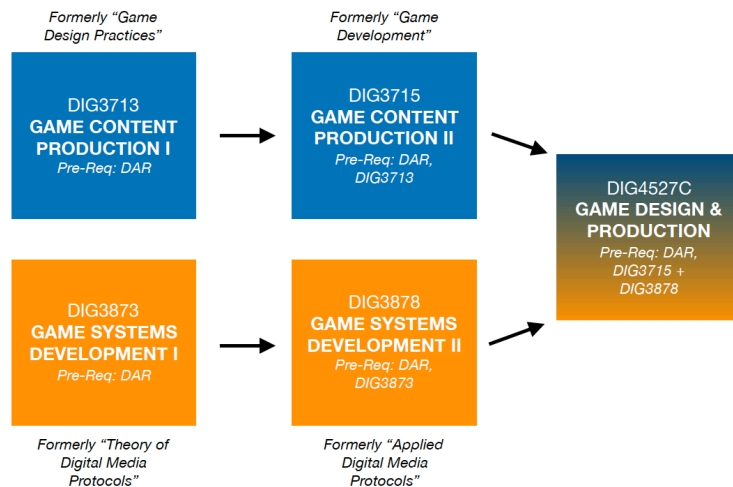 Formerly “Game
Design Practices”
DIG3713
GAME CONTENT
PRODUCTION I
Pre-Req: DAR
Formerly “Game
Development”
DIG3715
GAME CONTENT
PRODUCTION II
Pre-Req: DAR,
DIG3713
DIG3873
GAME SYSTEMS
DEVELOPMENT I
Pre-Req: DAR
Formerly “Theory of
Digital Media
Protocols”
DIG3878
GAME SYSTEMS
DEVELOPMENT II
Pre-Req: DAR,
DIG3873
Formerly “Applied
Digital Media
Protocols”
DIG4527C
GAME DESIGN &
PRODUCTION
Pre-Req: DAR,
DIG3715 +
DIG3878